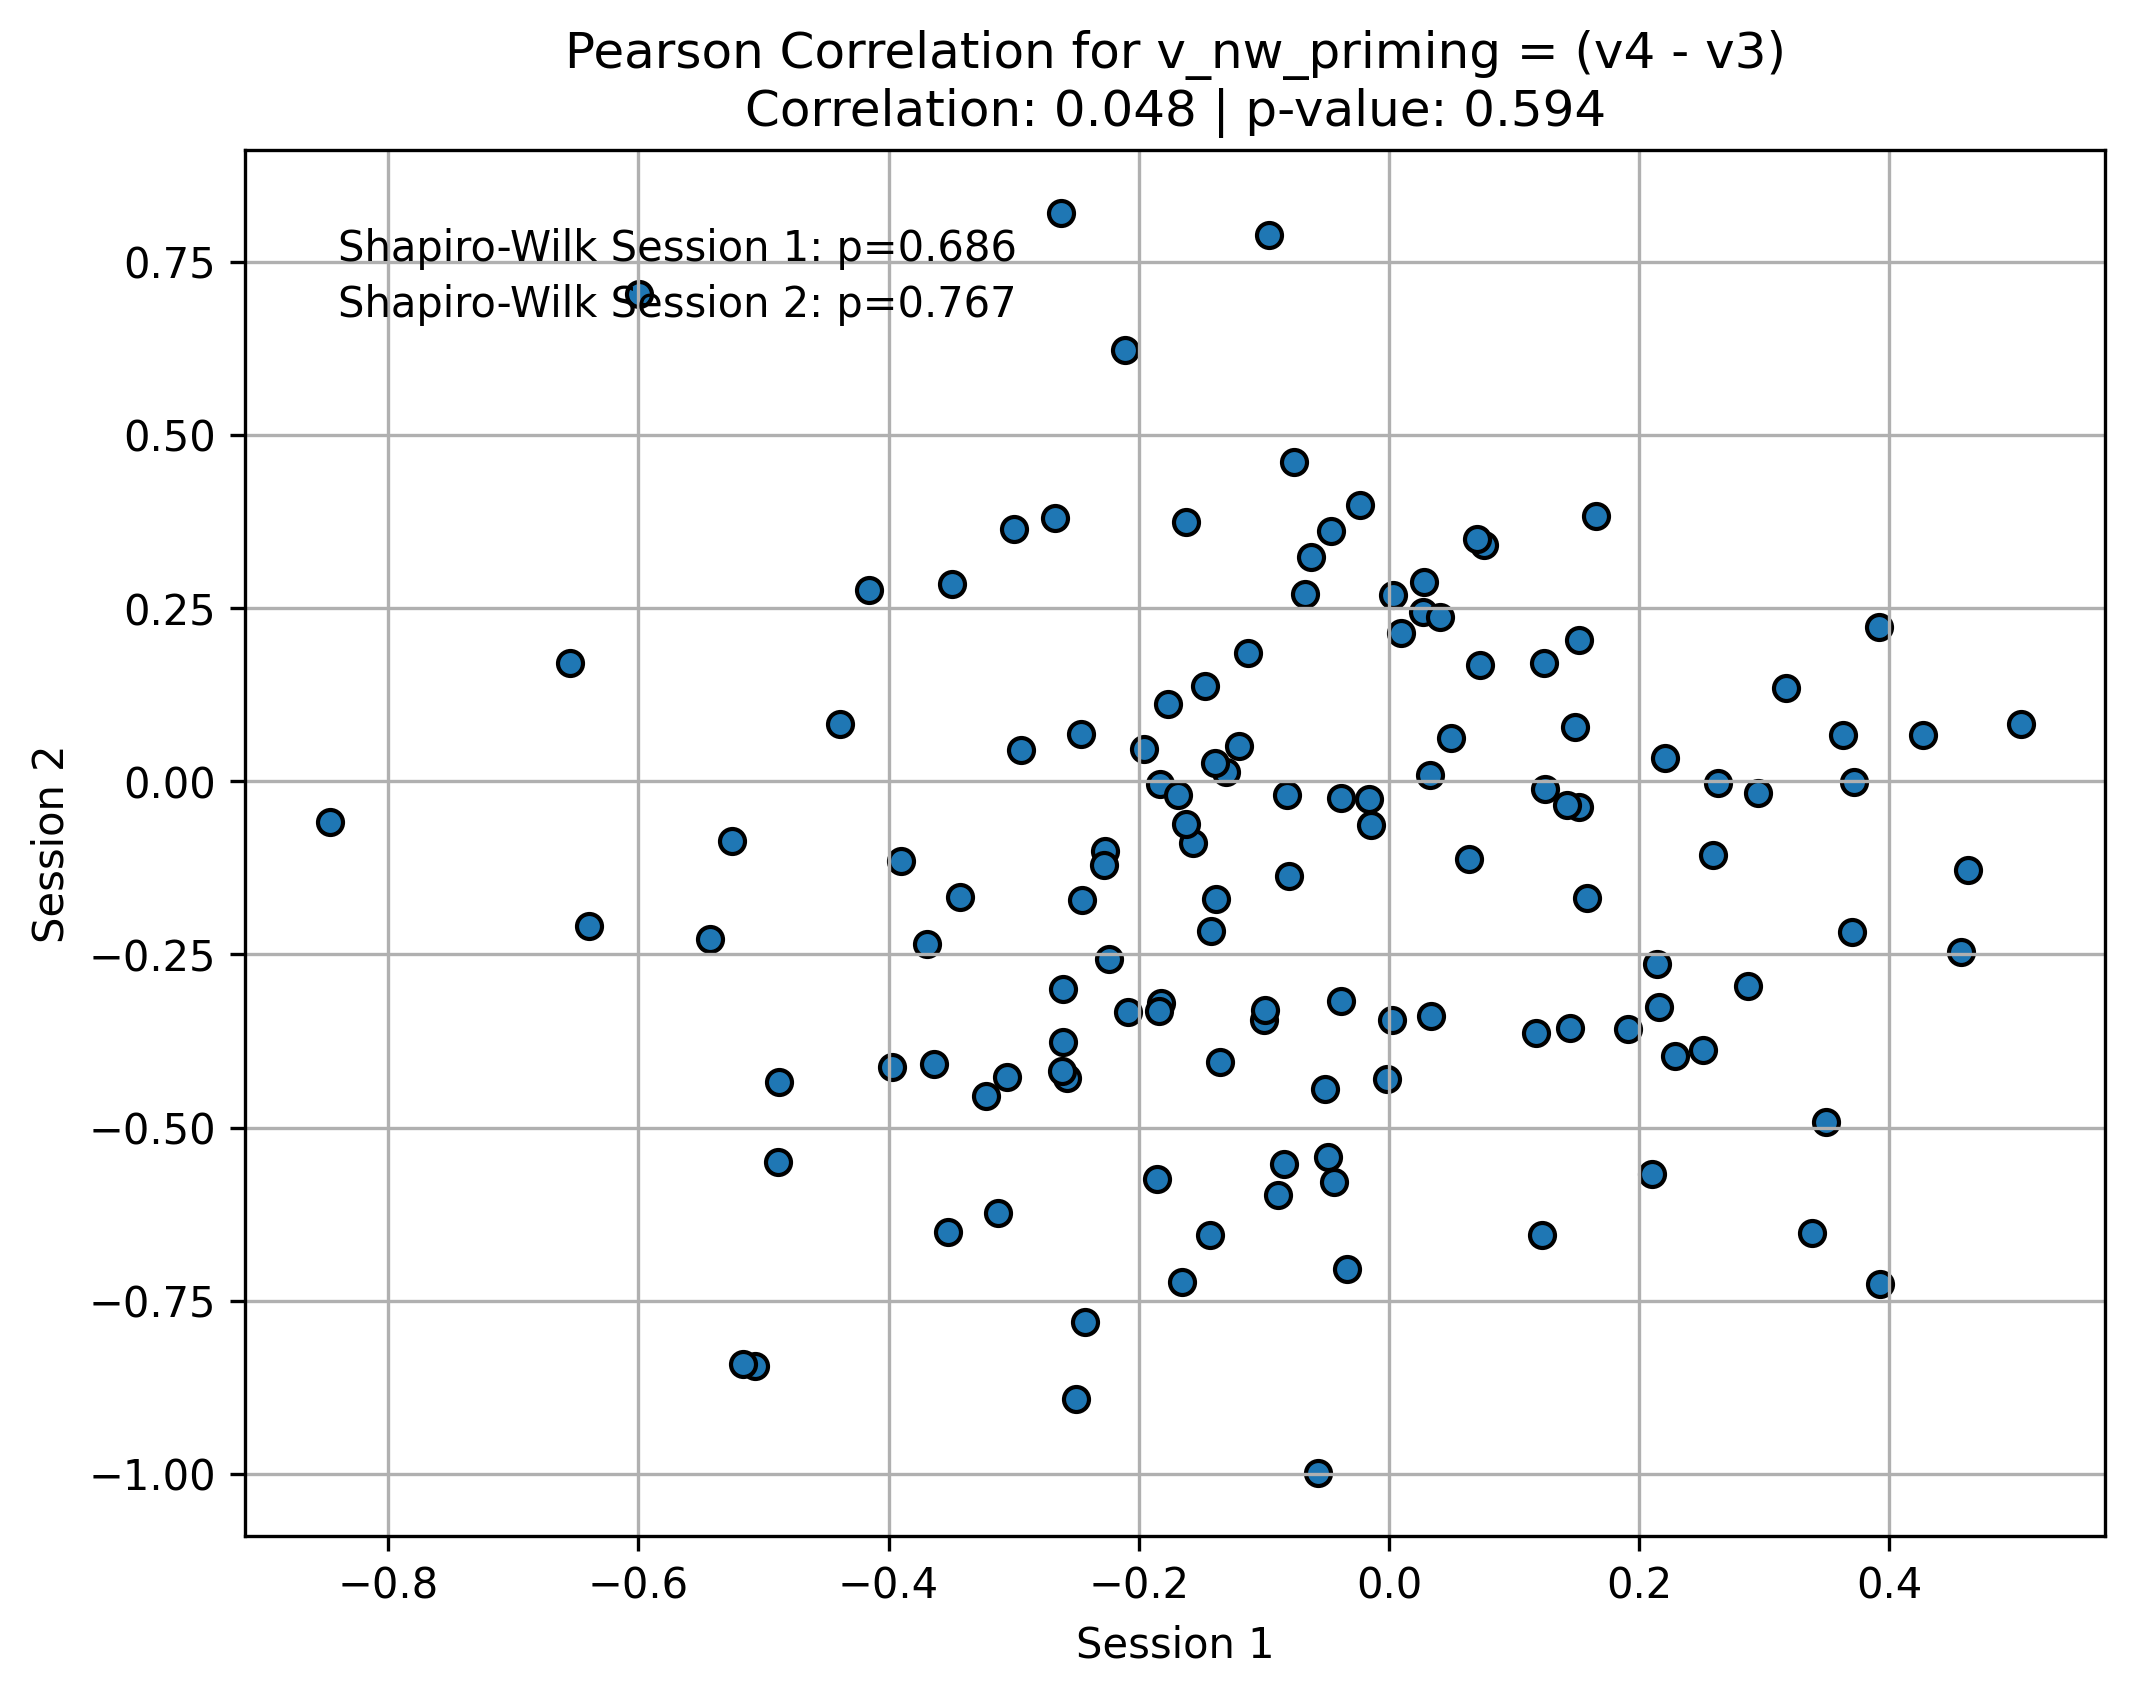 Pearson Correlation for v_nw_priming = (v4 - v3)
Correlation: 0.048 | p-value: 0.594
Shapiro-Wilk Session 1: p=0.686
Shapiro-Wilk Session 2: p=0.767
0.75
0.50
0.25
0.00
−0.25
−0.50
−0.75
−1.00
Session 2
−0.8 −0.6 −0.4 −0.2 0.0 0.2 0.4
Session 1